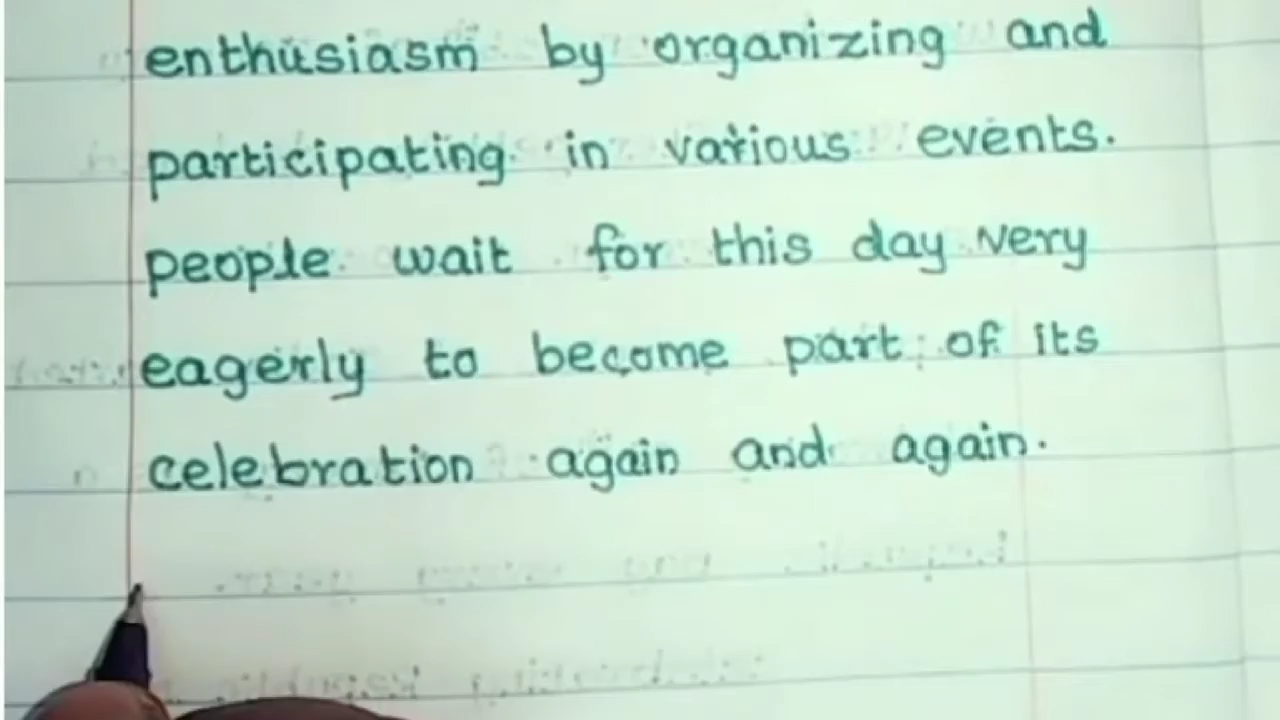 enthusiasm by organizing and
participating in various events.
people wait for this day very
eagerly to become part of its
celebration again and again.